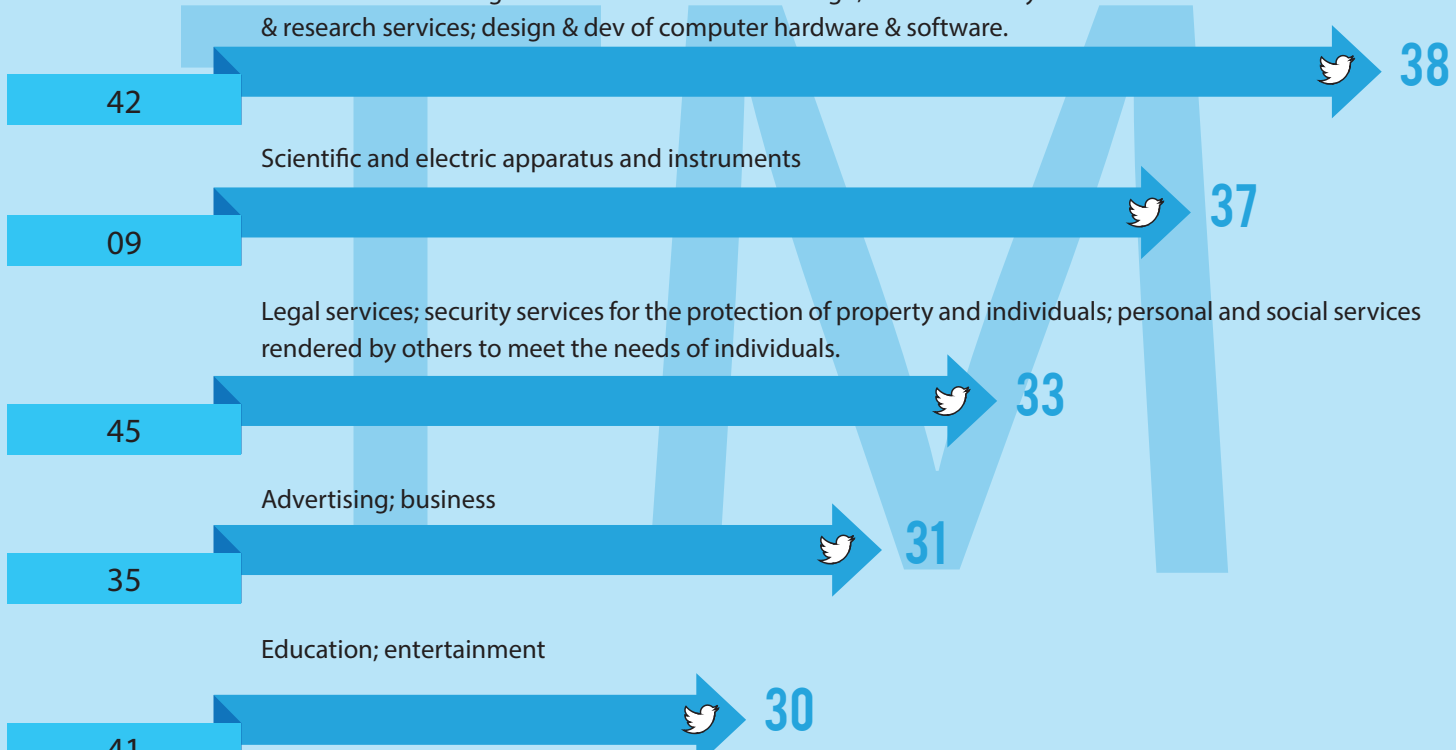 & research services; design & dev of computer hardware & software.
38
42
Scientific and electric apparatus and instruments
37
09
Legal services; security services for the protection of property and individuals; personal and social services
rendered by others to meet the needs of individuals.
33
45
Advertising; business
31
35
Education; entertainment
30
41
TM